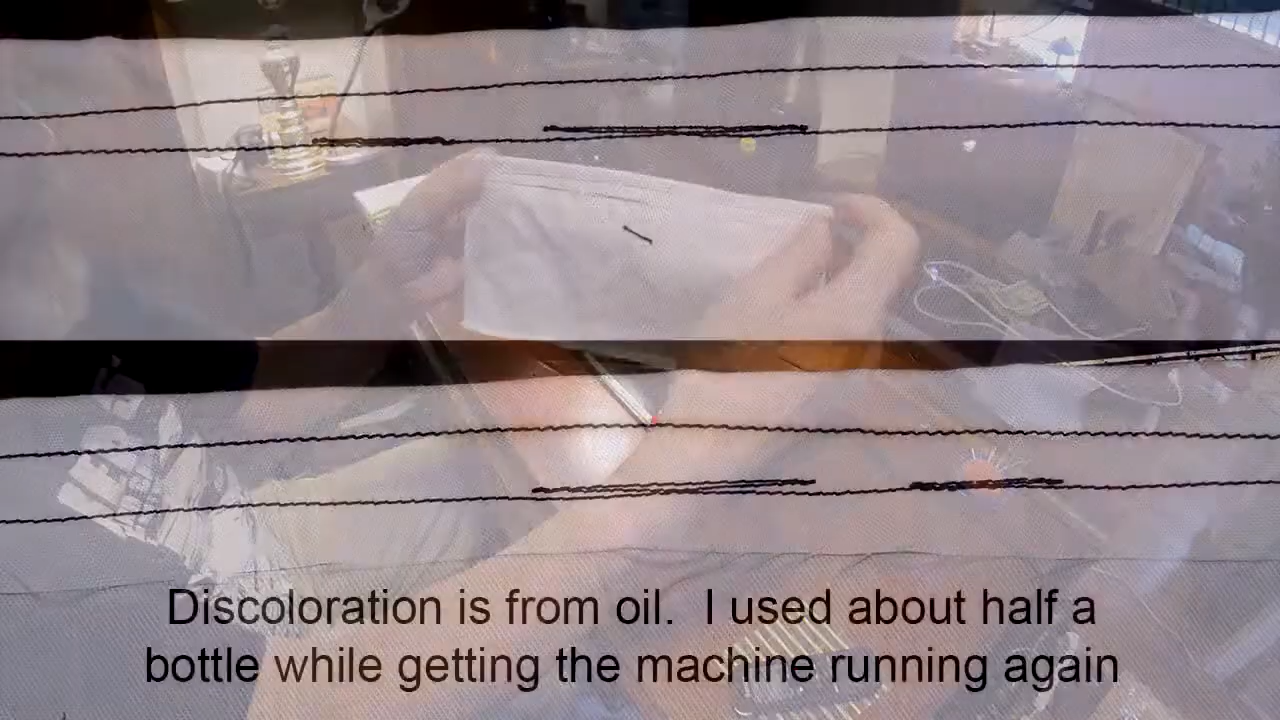 Discoloration is from oil.  I used about half a
bottle while getting the machine running again